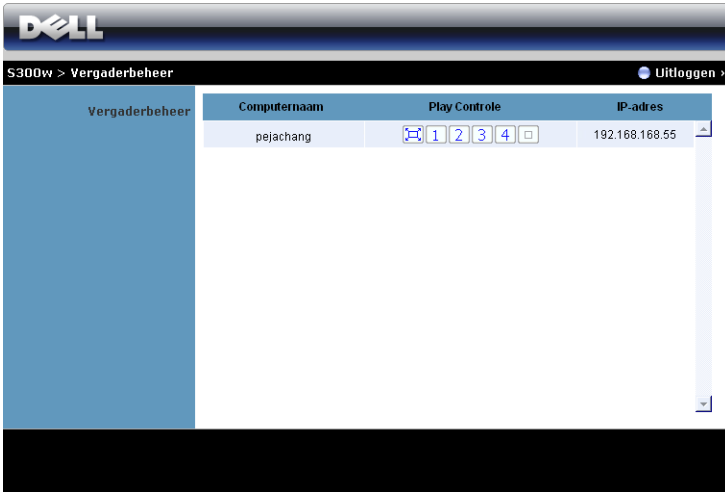 DELL
S300w > Vergaderbeheer
Uitloggen ›
Vergaderbeheer
Computernaam Play Controle IP-adres
pejachang 1 2 3 4 192.168.168.55